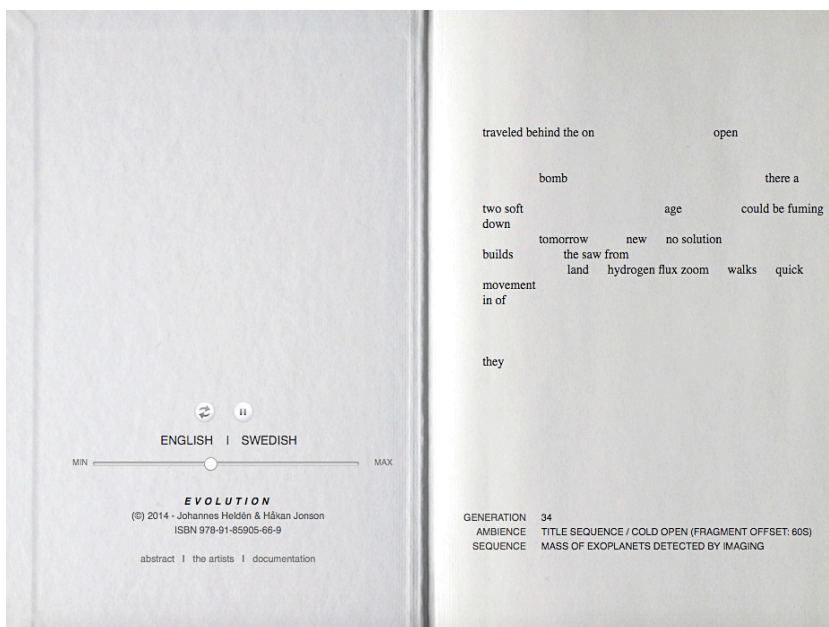 ENGLISH I SWEDISH
MIN MAX
EVOLUTION
(©) 2014 - Johannes Heldén & Håkan Jonson
ISBN 978-91-85905-66-9
abstract I the artists I documentation
traveled behind the on open
bomb there a
two soft age could be fuming
down
tomorrow new no solution
builds the saw from
land hydrogen flux zoom walks quick
movement
in of
they
GENERATION 34
AMBIENCE TITLE SEQUENCE / COLD OPEN (FRAGMENT OFFSET: 60S)
SEQUENCE MASS OF EXOPLANETS DETECTED BY IMAGING